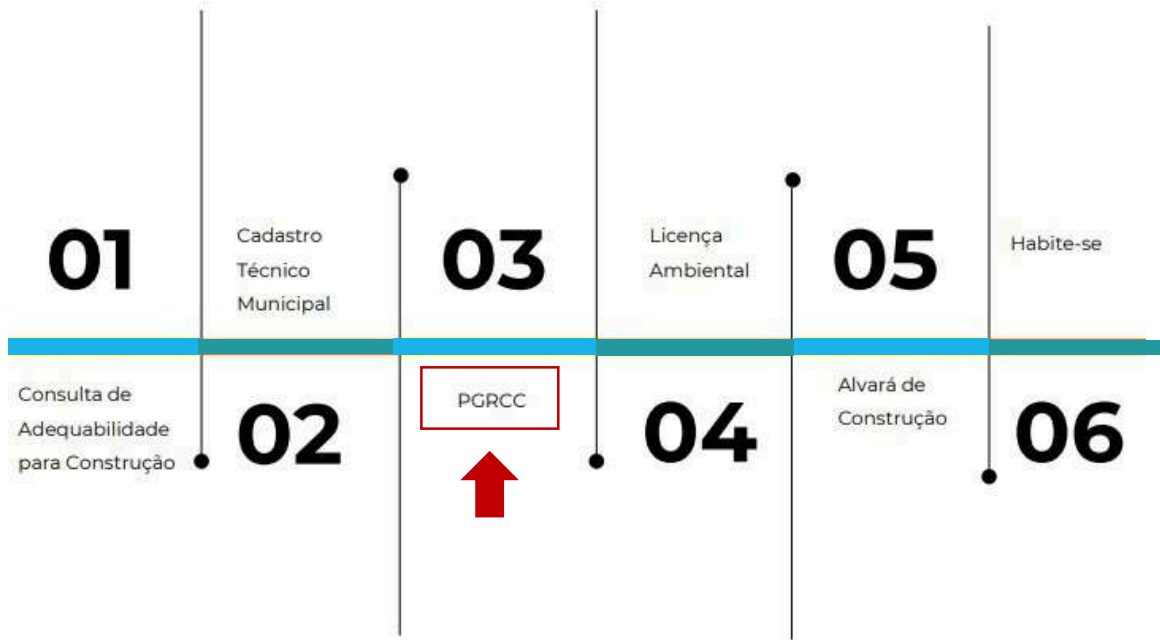 01
Consulta de
Adequabilidade
para Construção
Cadastro
Técnico
Municipal
02
03
PGRCC
Licença
Ambiental
04
05
Alvará de
Construção
Habite-se
06